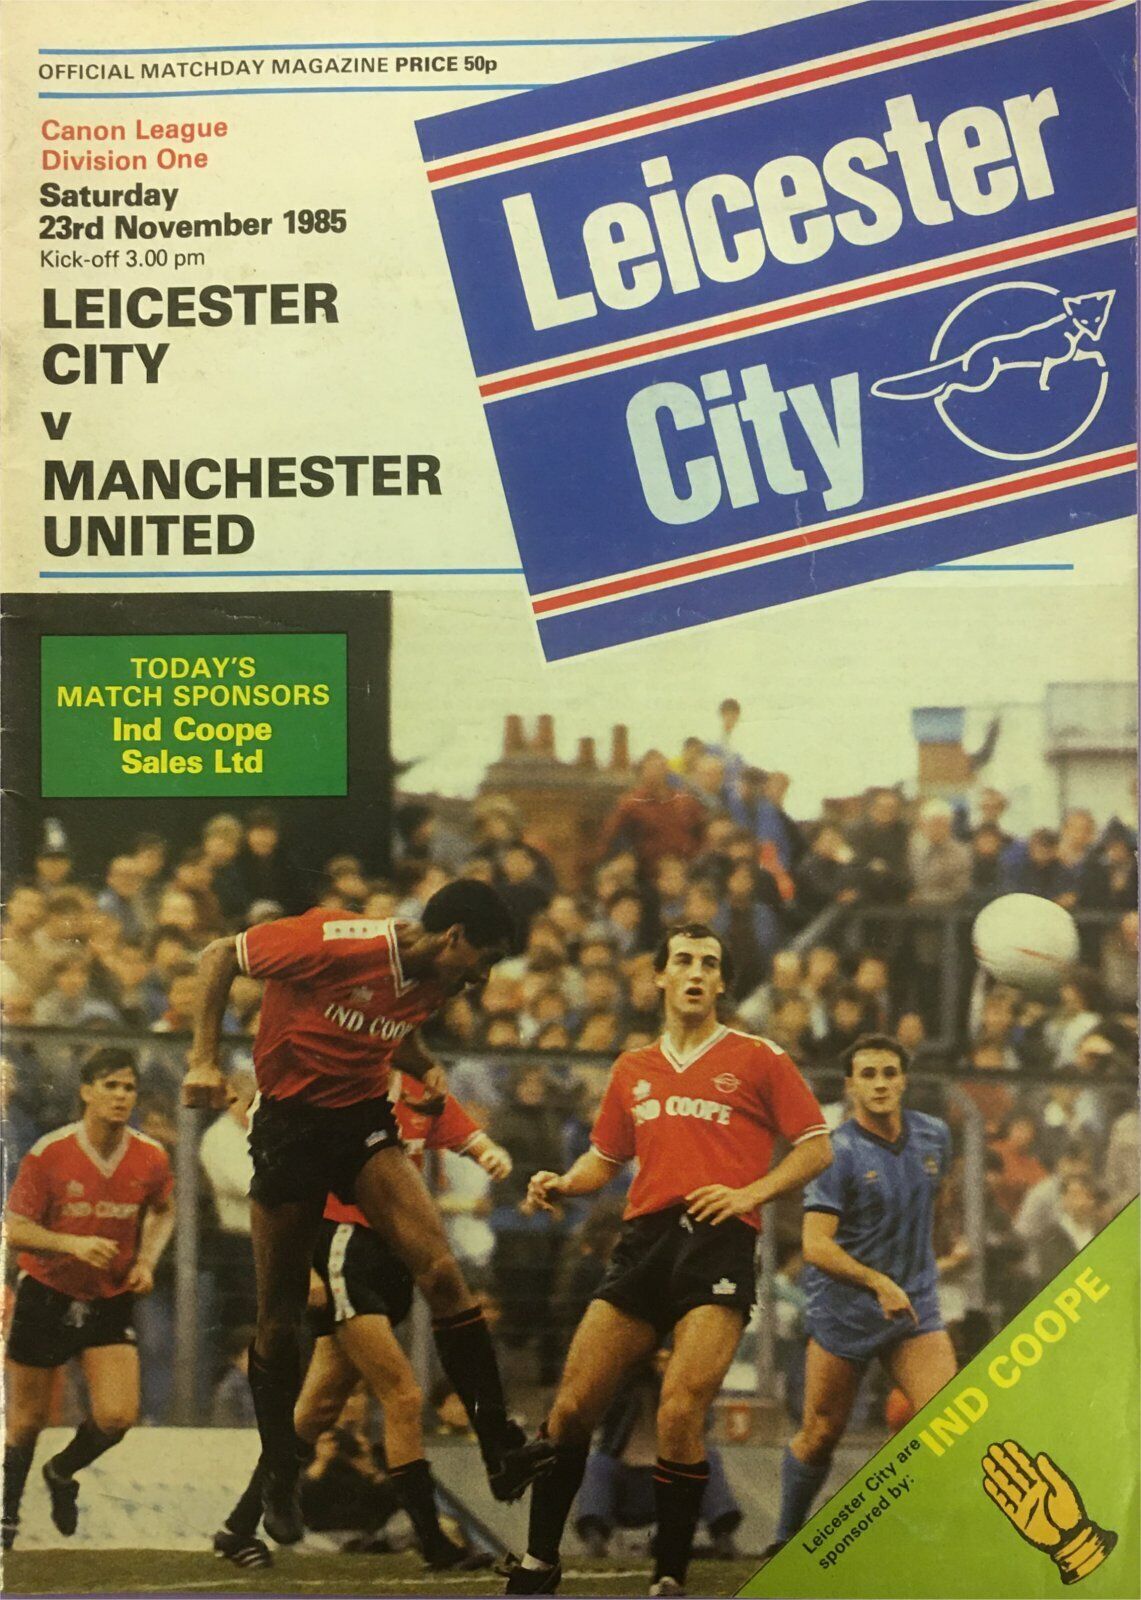 OFFICIAL MATCHDAY MAGAZINE PRICE 50p
Canon League
Division One
Saturday
23rd November 1985
Kick-off 3.00 pm
LEICESTER
CITY
v
MANCHESTER
UNITED
Leicester
City
TODAY'S
MATCH SPONSORS
Ind Coope
Sales Ltd
IND COOP
IND COOPE
IND COOPE
Leicester City are
sponsored by:
IND COOPE